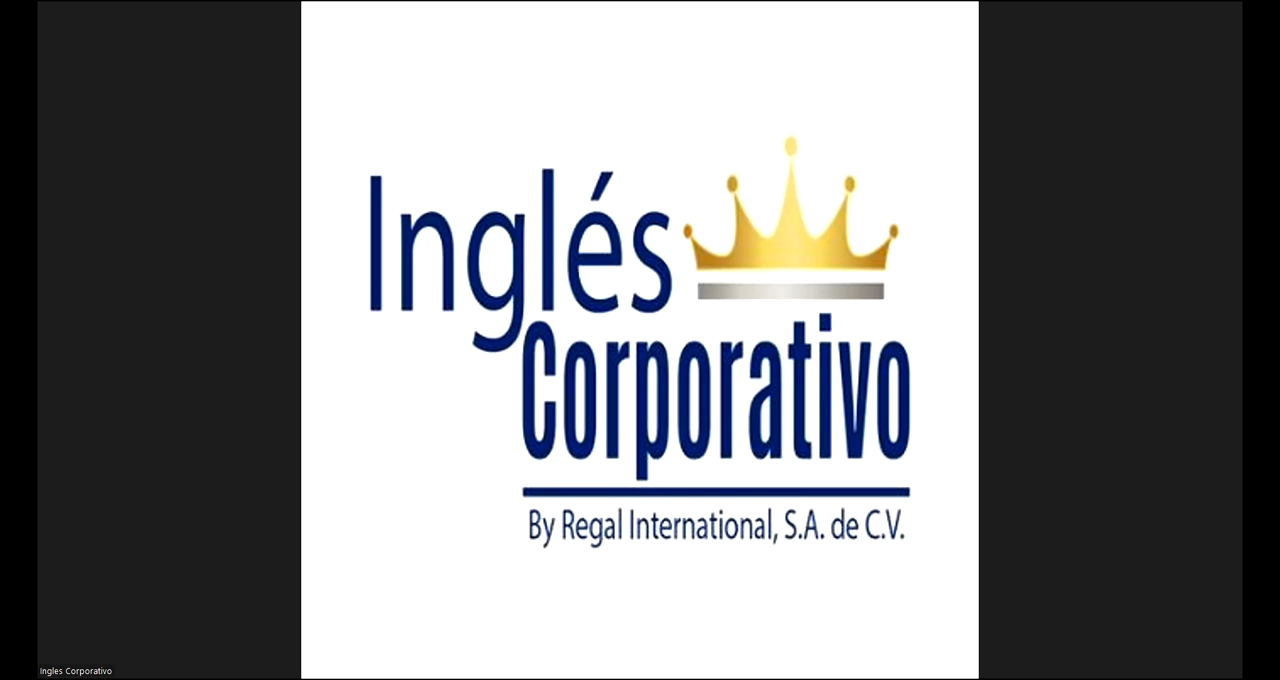 Inglés
Corporativo
By Regal International, S.A. de C.V.
Ingles Corporativo